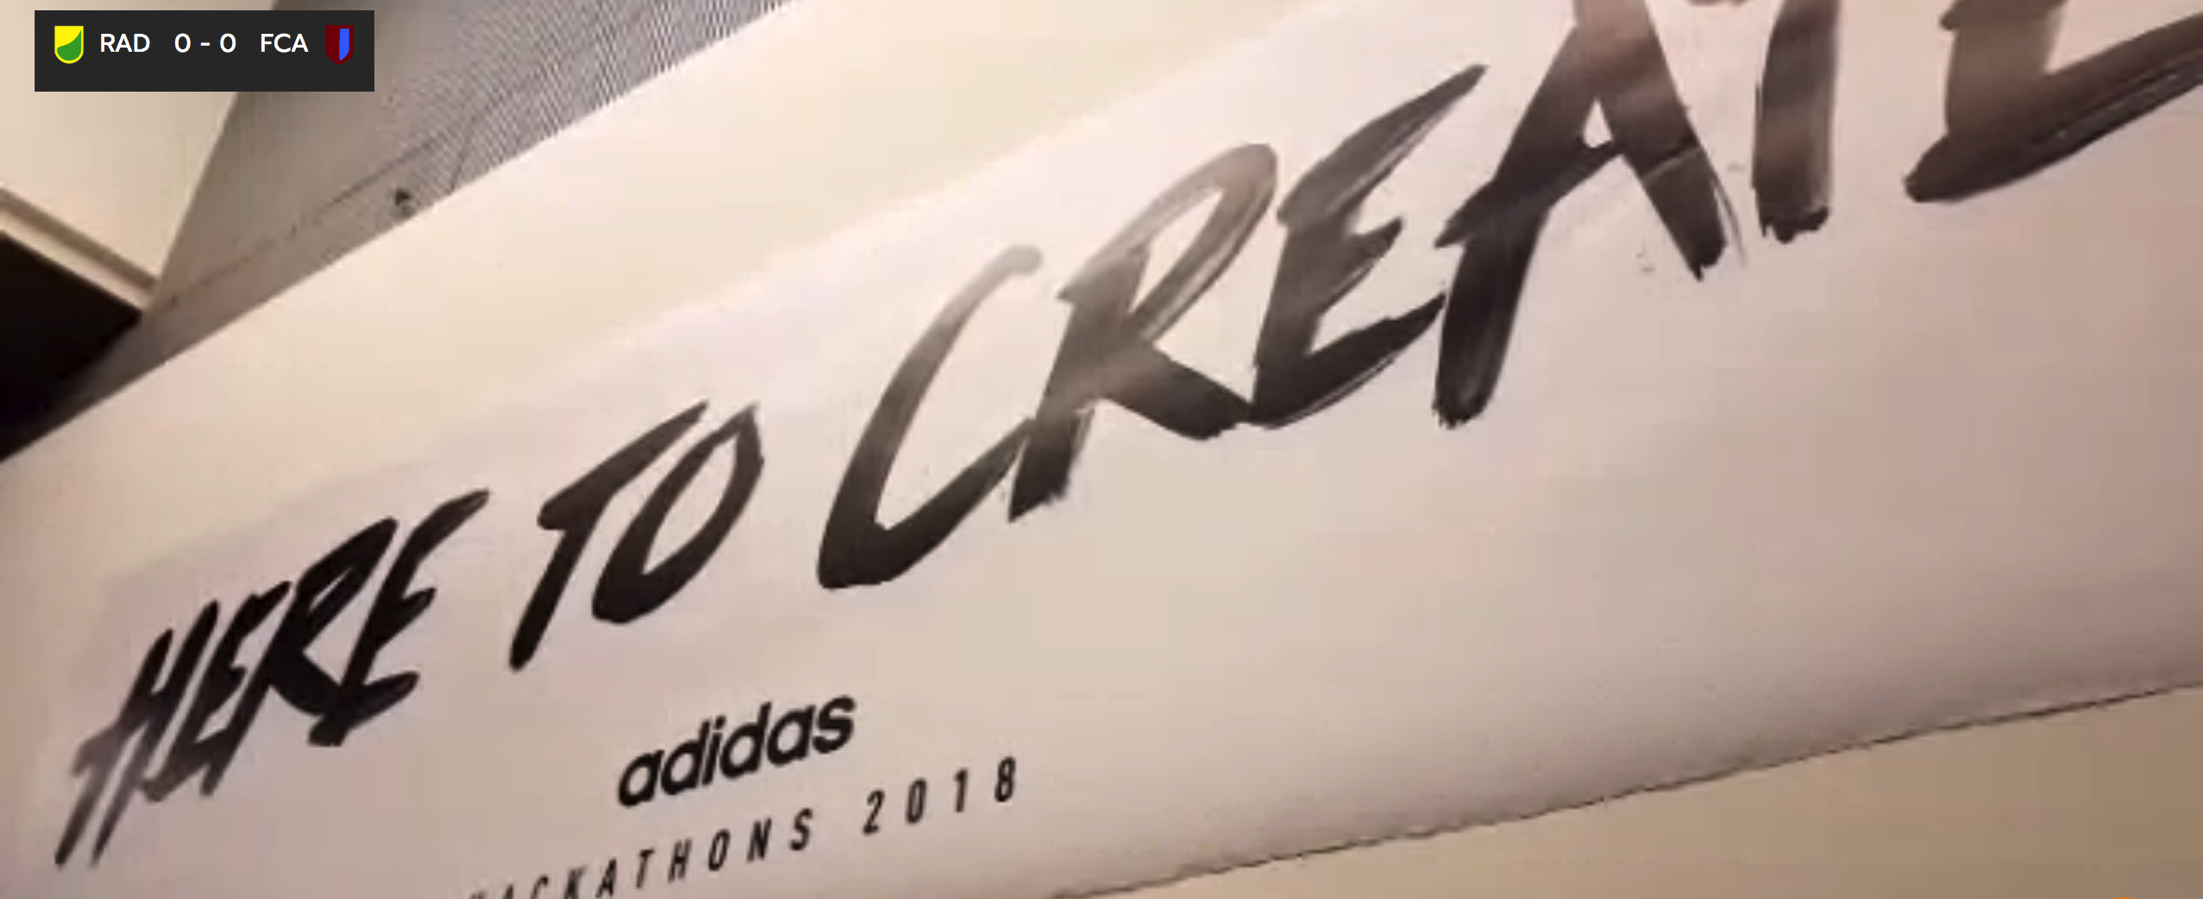 RAD 0 - 0 FCA
HERE TO CREATE
adidas
HACKATHONS 2018